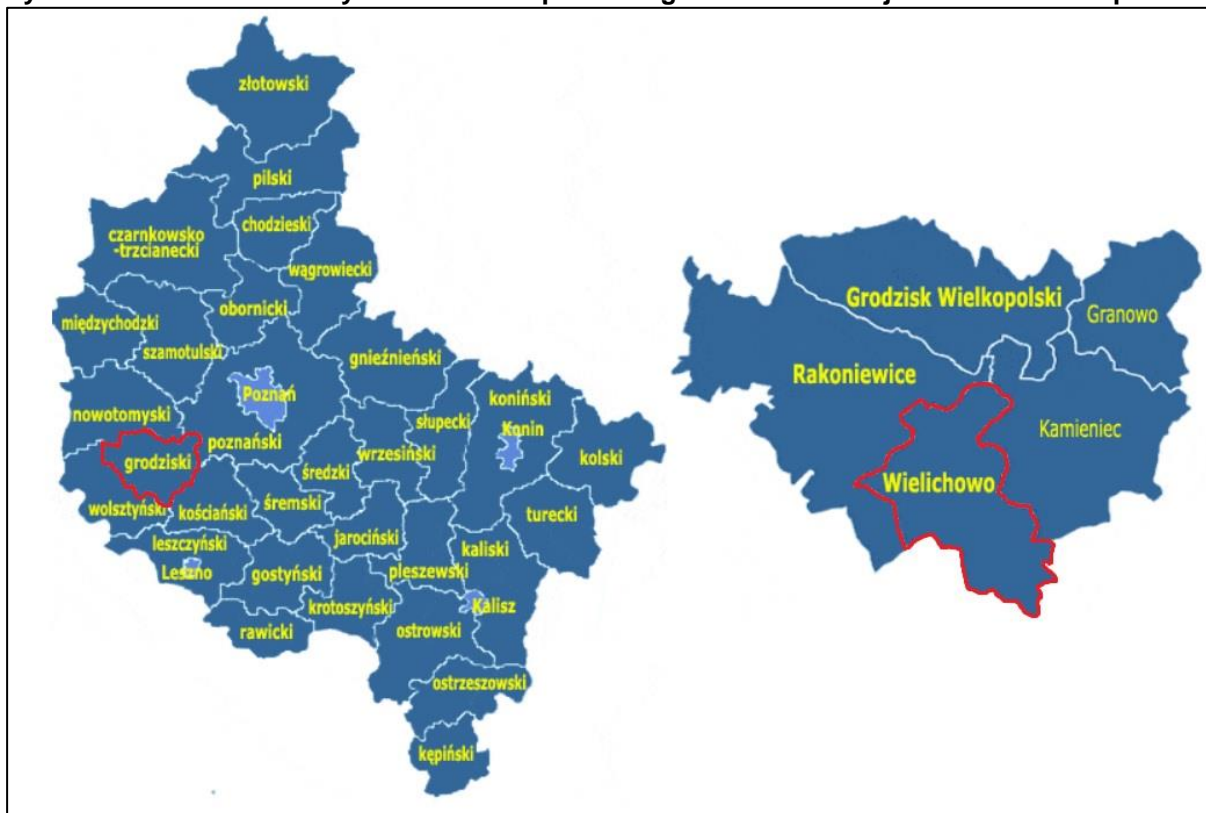 złotowski
pilski
chodzieski
czarnkowsko
-trzcianecki
wągrowiecki
obornicki
międzychodzki
szamotulski
gnieźnieński
Poznań
nowotomyski
poznański
słupecki
koniński
Konin
kolski
grodziski
średzki
wrzesiński
wolsztyński
kościański
śremski
turecki
leszczyński
Leszno
jarociński
kaliski
gostyński
pleszewski
krotoszyński
Kalisz
rawicki
ostrowski
ostrzeszowski
kępiński
Grodzisk Wielkopolski
Granowo
Rakoniewice
Kamieniec
Wielichowo